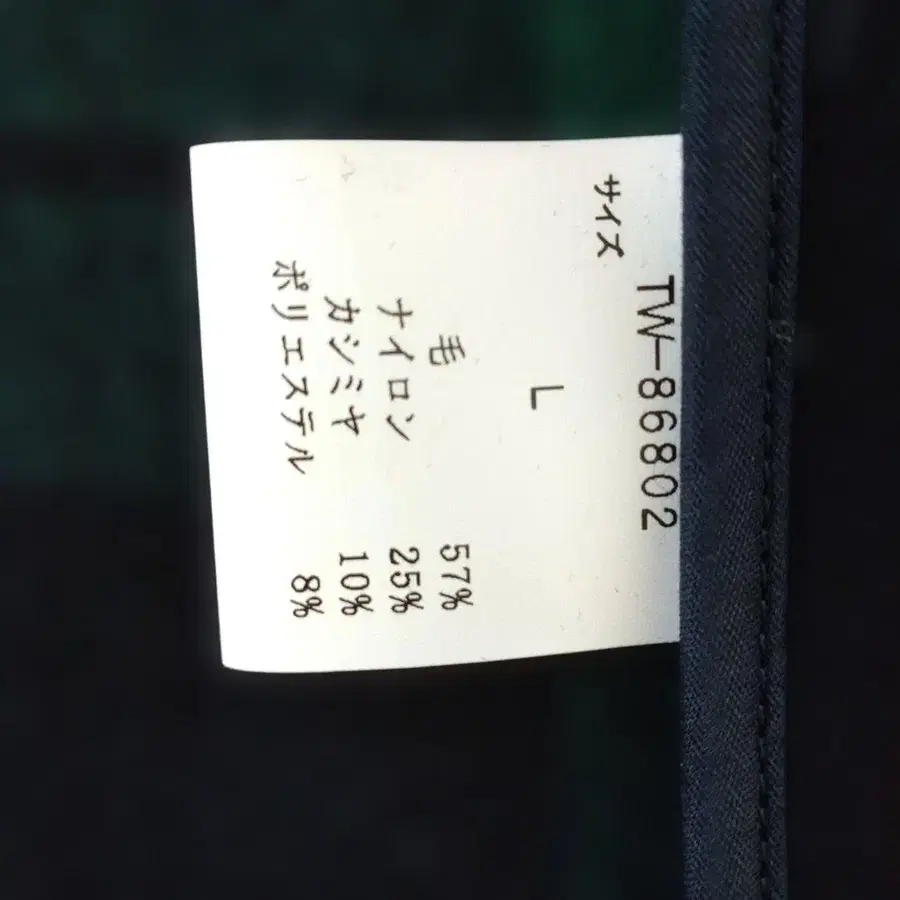 TW-86802
サイズ
L
毛 57%
ナイロン 25%
カシミヤ 10%
ポリエステル 8%